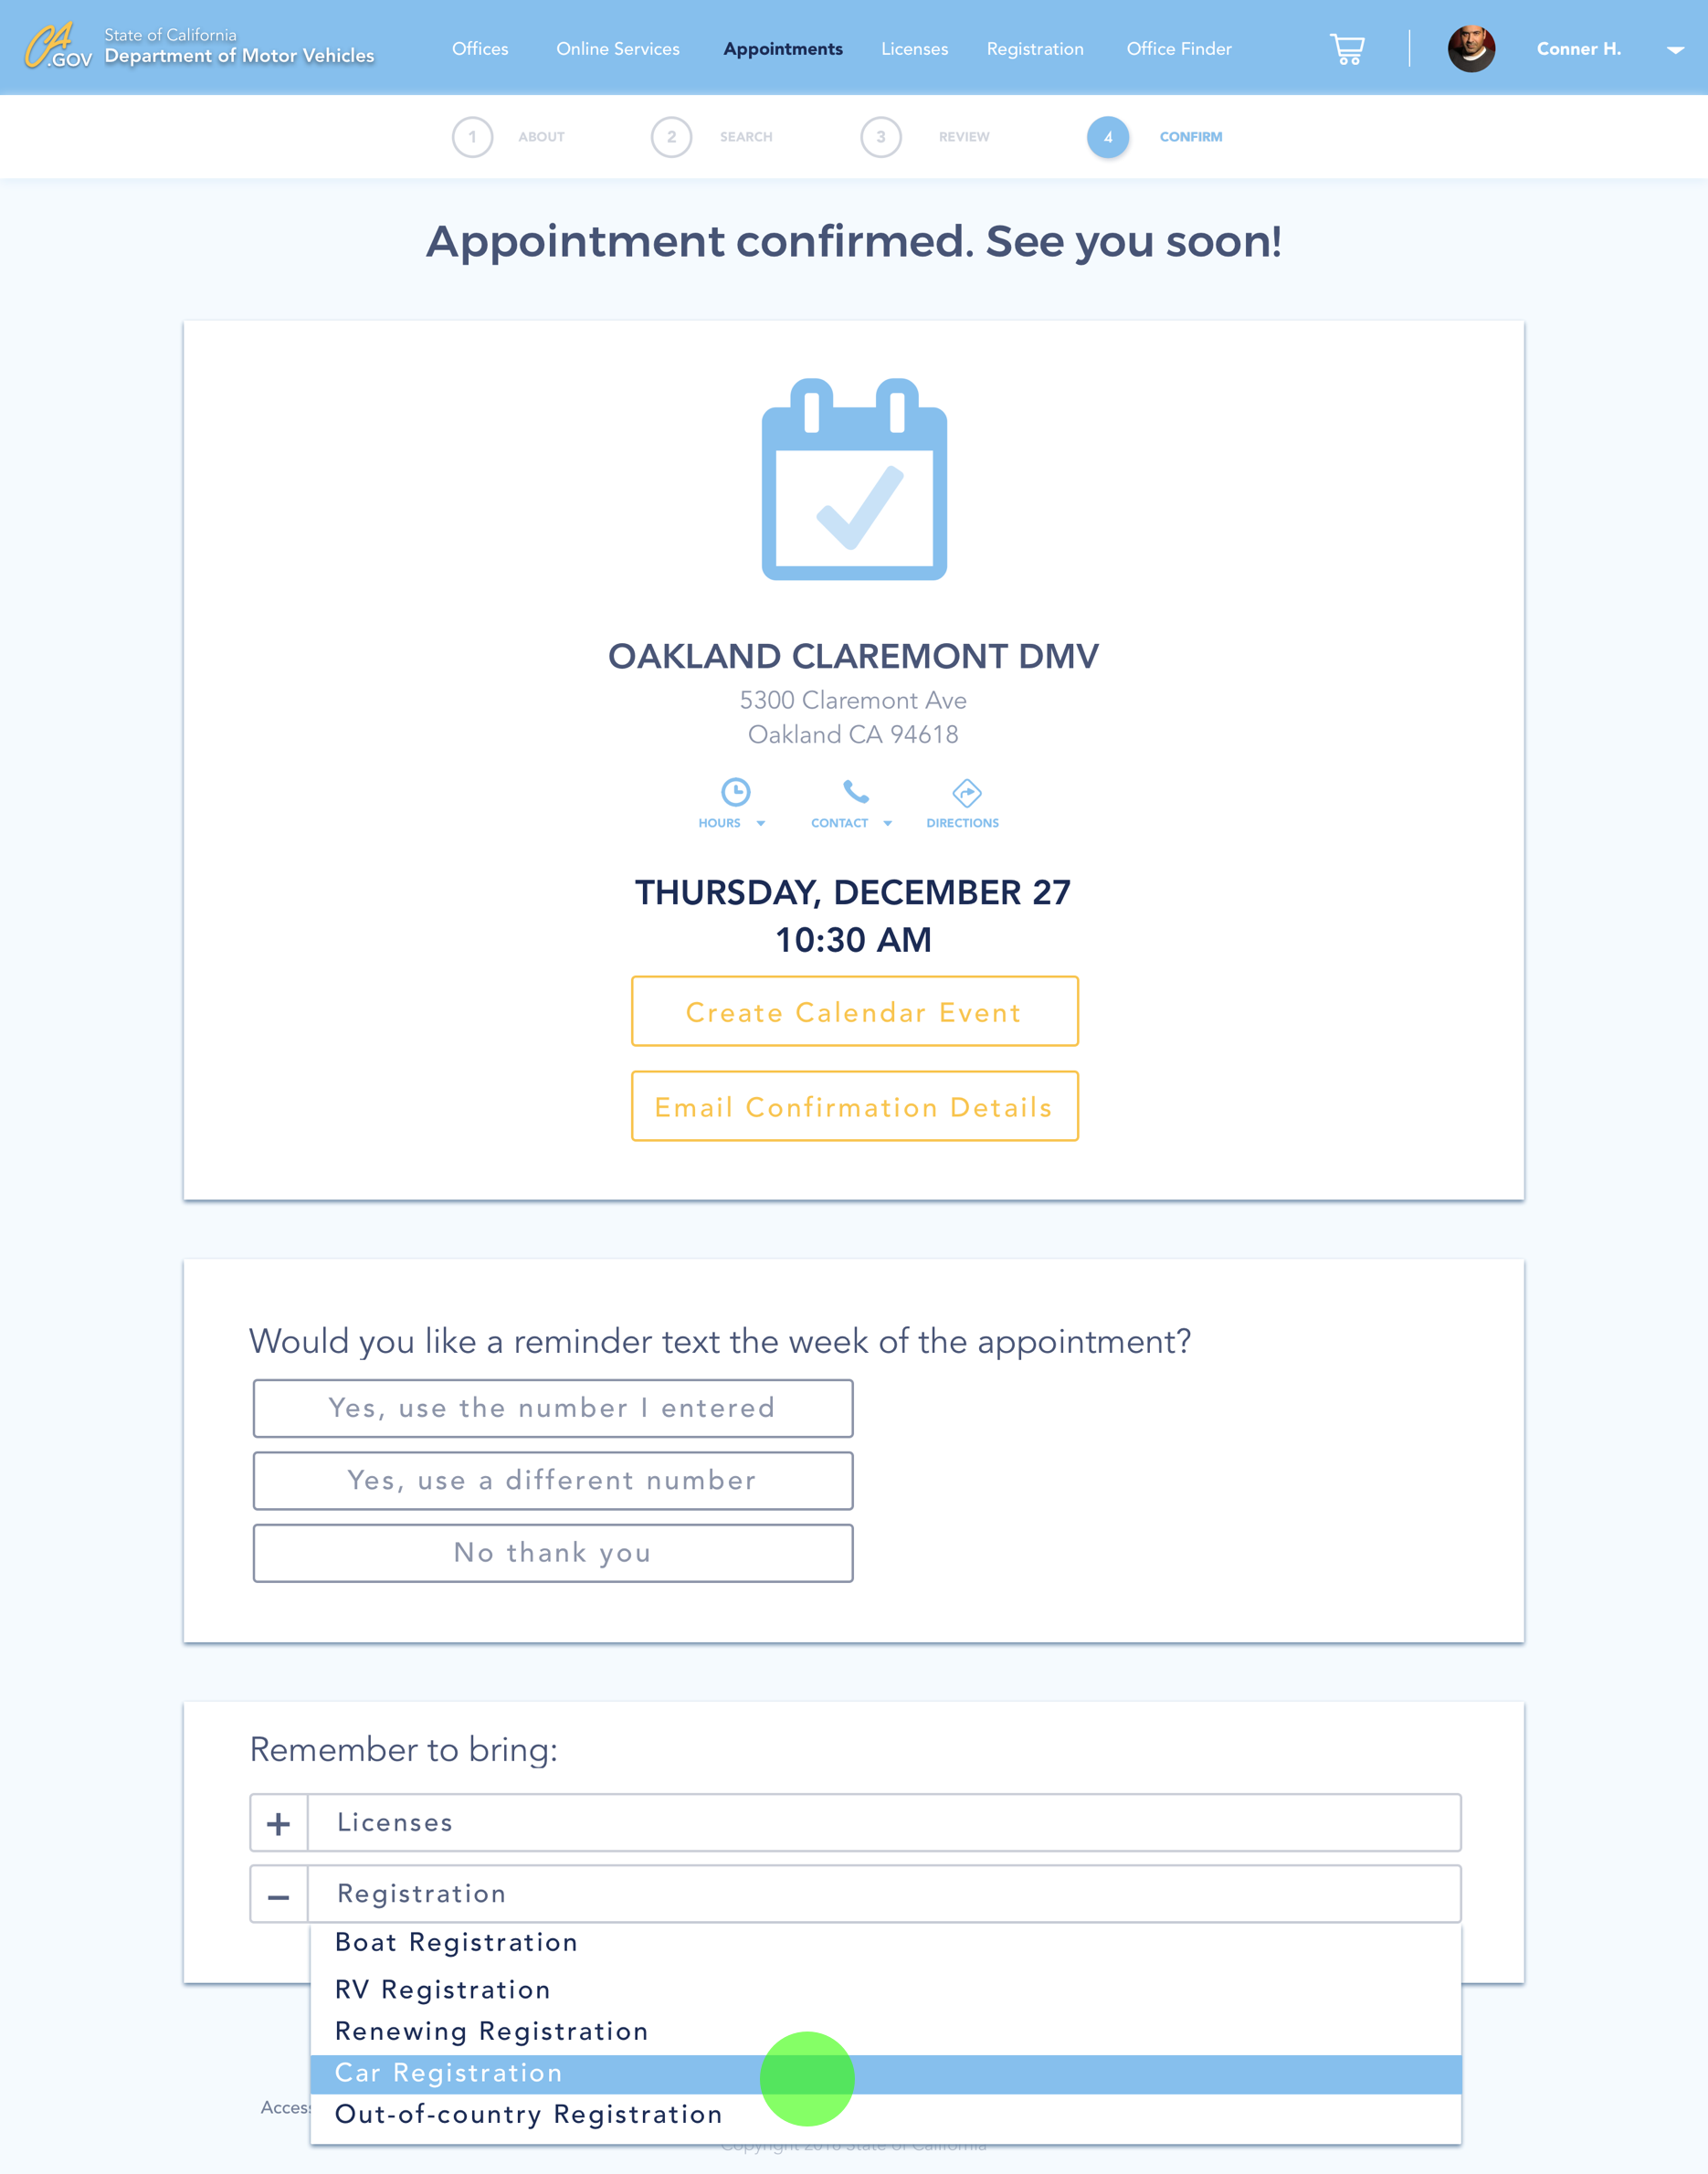 CA
.GOV
State of California
Department of Motor Vehicles
Offices
Online Services
Appointments
Licenses
Registration
Office Finder
Conner H.
1
ABOUT
2
SEARCH
3
REVIEW
4
CONFIRM
Appointment confirmed. See you soon!
OAKLAND CLAREMONT DMV
5300 Claremont Ave
Oakland CA 94618
HOURS
CONTACT
DIRECTIONS
THURSDAY, DECEMBER 27
10:30 AM
Create Calendar Event
Email Confirmation Details
Would you like a reminder text the week of the appointment?
Yes, use the number I entered
Yes, use a different number
No thank you
Remember to bring:
+ Licenses
– Registration
Boat Registration
RV Registration
Renewing Registration
Car Registration
Out-of-country Registration
State of California